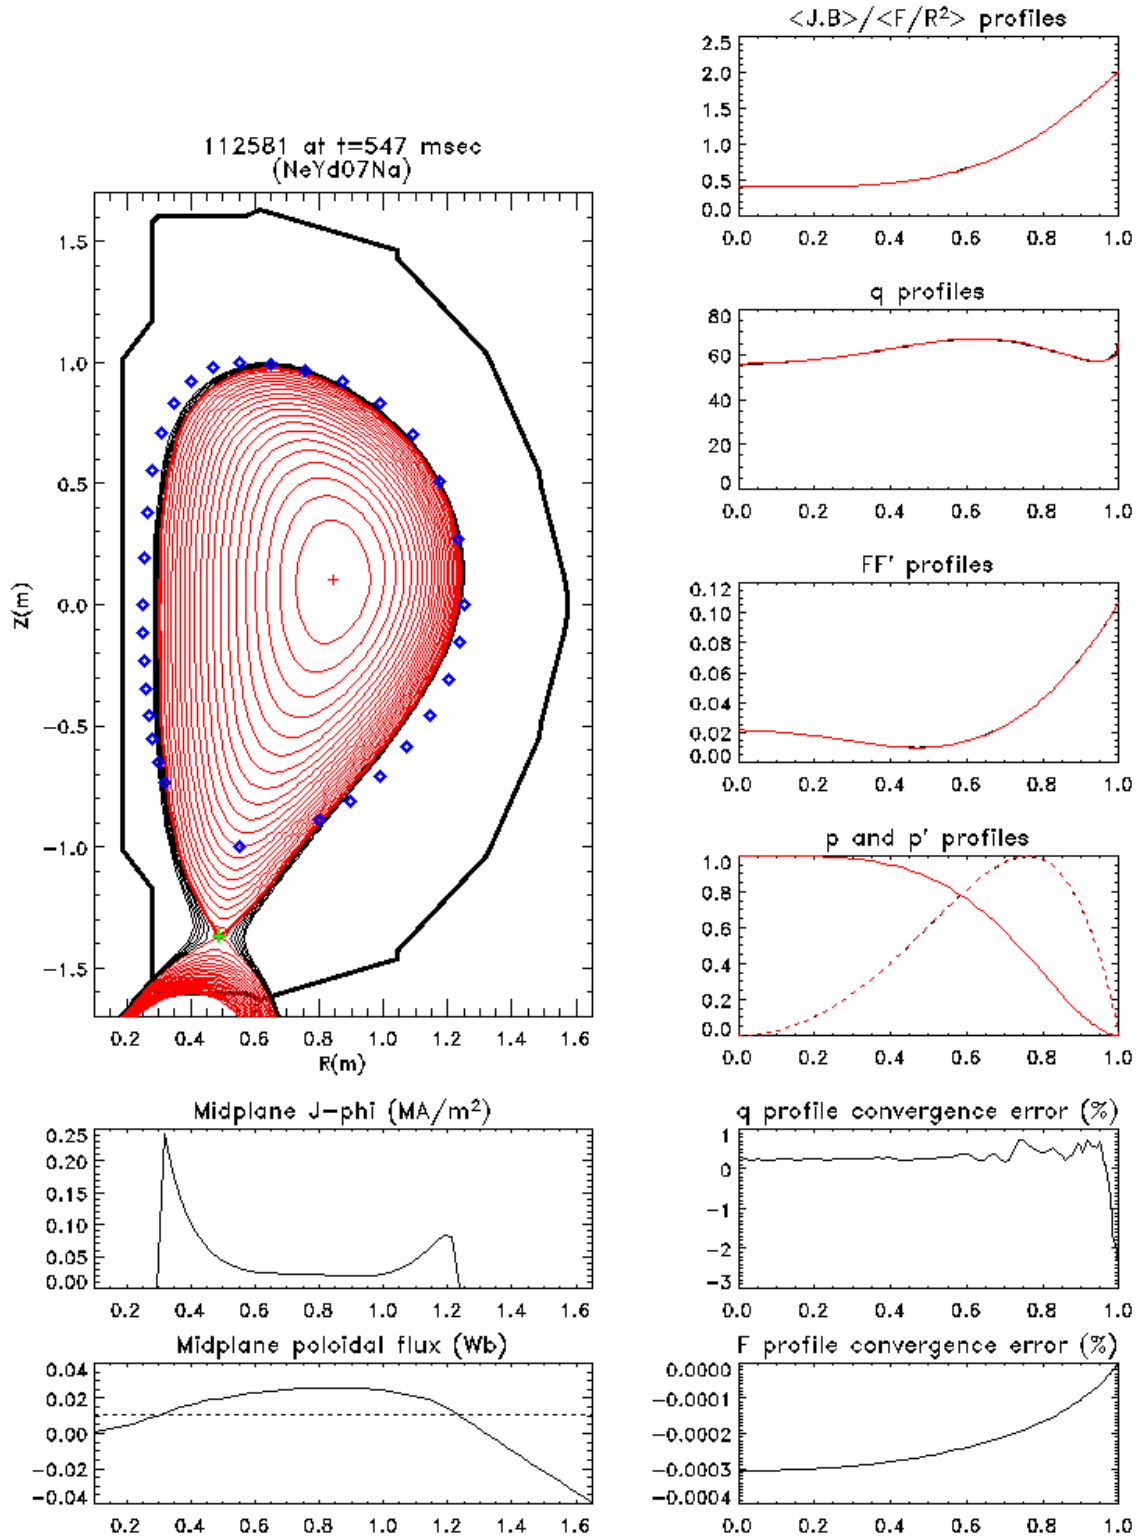 <J.B>/<F/R²> profiles
2.5
2.0
1.5
1.0
0.5
0.0
0.0 0.2 0.4 0.6 0.8 1.0
112581 at t=547 msec
(NeYd07Na)
1.5
1.0
0.5
0.0
-0.5
-1.0
-1.5
Z(m)
0.2 0.4 0.6 0.8 1.0 1.2 1.4 1.6
R(m)
q profiles
80
60
40
20
0
0.0 0.2 0.4 0.6 0.8 1.0
FF' profiles
0.12
0.10
0.08
0.06
0.04
0.02
0.00
0.0 0.2 0.4 0.6 0.8 1.0
p and p' profiles
1.0
0.8
0.6
0.4
0.2
0.0
0.0 0.2 0.4 0.6 0.8 1.0
Midplane J-phi (MA/m²)
0.25
0.20
0.15
0.10
0.05
0.00
0.2 0.4 0.6 0.8 1.0 1.2 1.4 1.6
q profile convergence error (%)
1
0
-1
-2
-3
0.0 0.2 0.4 0.6 0.8 1.0
Midplane poloidal flux (Wb)
0.04
0.02
0.00
-0.02
-0.04
0.2 0.4 0.6 0.8 1.0 1.2 1.4 1.6
F profile convergence error (%)
0.0000
-0.0001
-0.0002
-0.0003
-0.0004
0.0 0.2 0.4 0.6 0.8 1.0